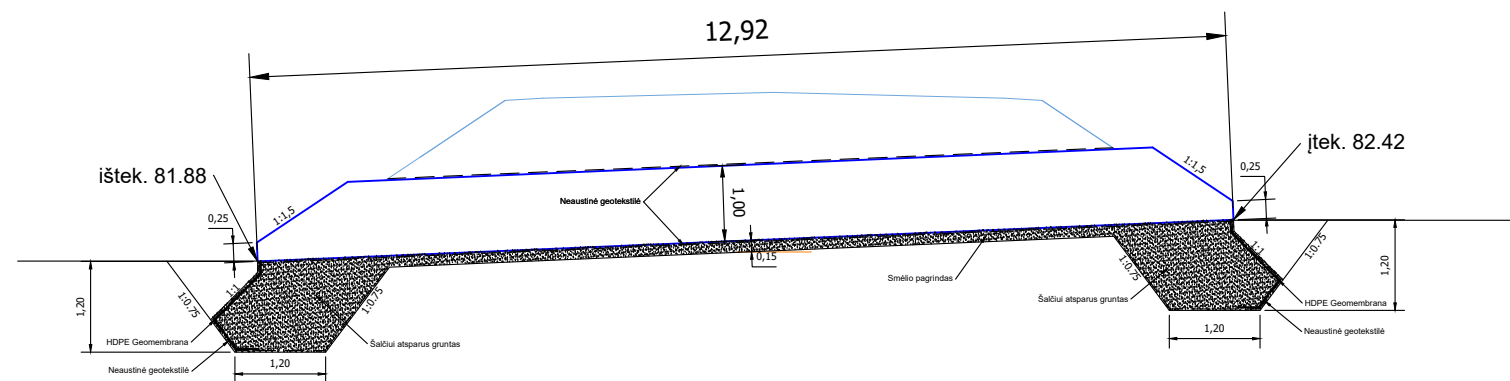 12,92
ištek. 81.88
įtek. 82.42
1:1,5
1:1,5
0,25
0,25
Neaustinė geotekstilė
1,00
0,15
Smėlio pagrindas
1,20
1:0.75
1:1
1:0.75
HDPE Geomembrana
Neaustinė geotekstilė
Šalčiui atsparus gruntas
1,20
1:0.75
Šalčiui atsparus gruntas
1:1
1:0.75
1,20
HDPE Geomembrana
Neaustinė geotekstilė
1,20